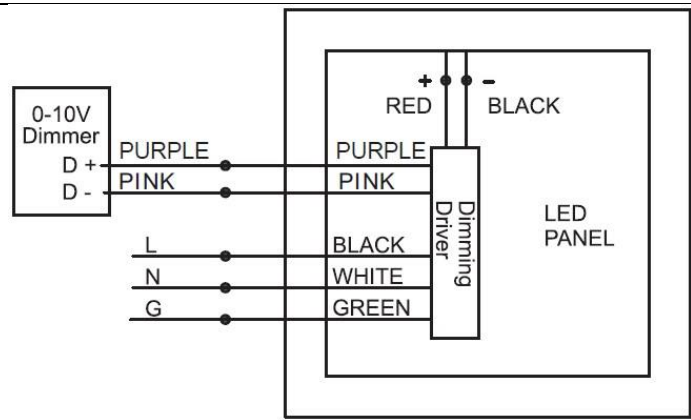 + -
RED BLACK
0-10V
Dimmer
D + PURPLE PURPLE
D - PINK PINK
Dimming
Driver
LED
PANEL
L BLACK
N WHITE
G GREEN